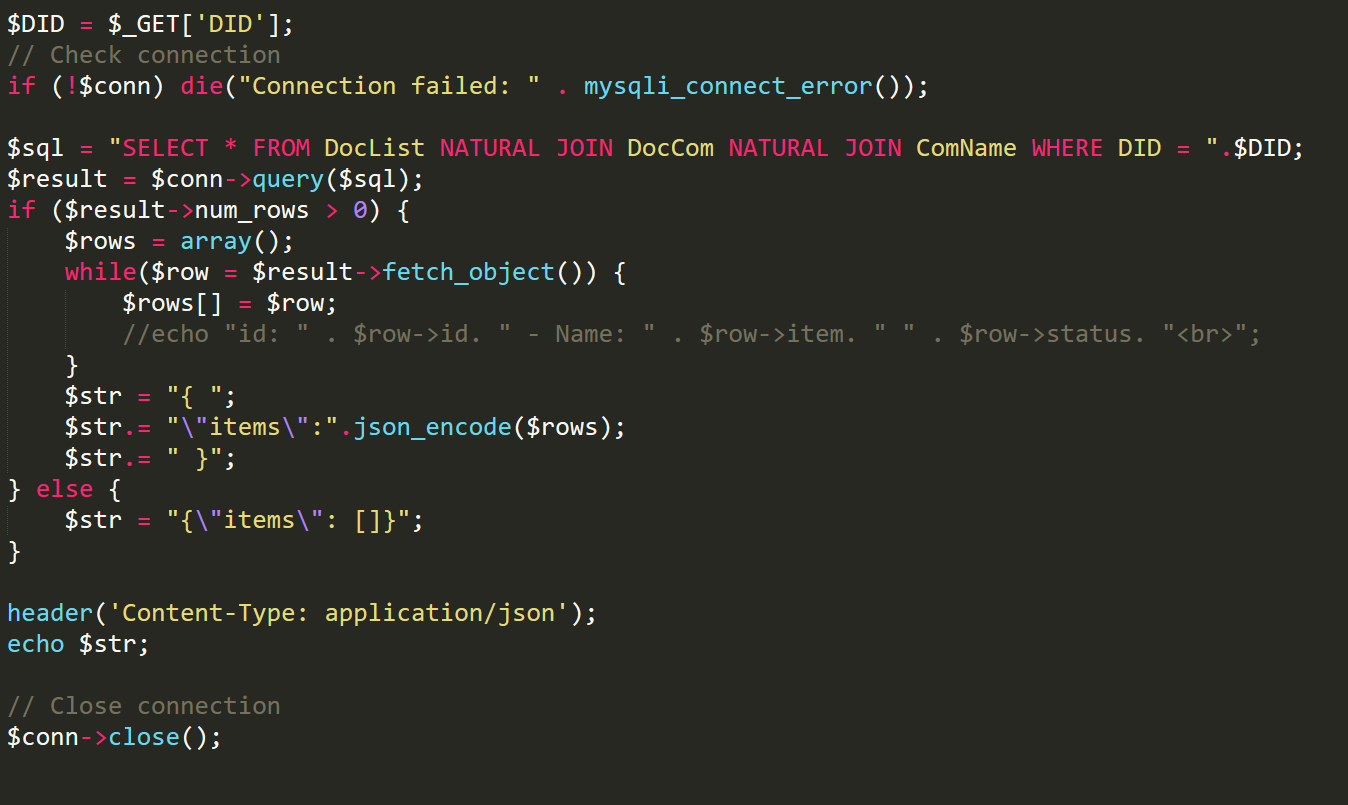 $DID = $_GET['DID'];
// Check connection
if (!$conn) die("Connection failed: " . mysqli_connect_error());

$sql = "SELECT * FROM DocList NATURAL JOIN DocCom NATURAL JOIN ComName WHERE DID = ".$DID;
$result = $conn->query($sql);
if ($result->num_rows > 0) {
    $rows = array();
    while($row = $result->fetch_object()) {
        $rows[] = $row;
        //echo "id: " . $row->id. " - Name: " . $row->item. " " . $row->status. "<br>";
    }
    $str = "{ ";
    $str.= "\"items\":".json_encode($rows);
    $str.= " }";
} else {
    $str = "{\"items\": []}";
}

header('Content-Type: application/json');
echo $str;

// Close connection
$conn->close();